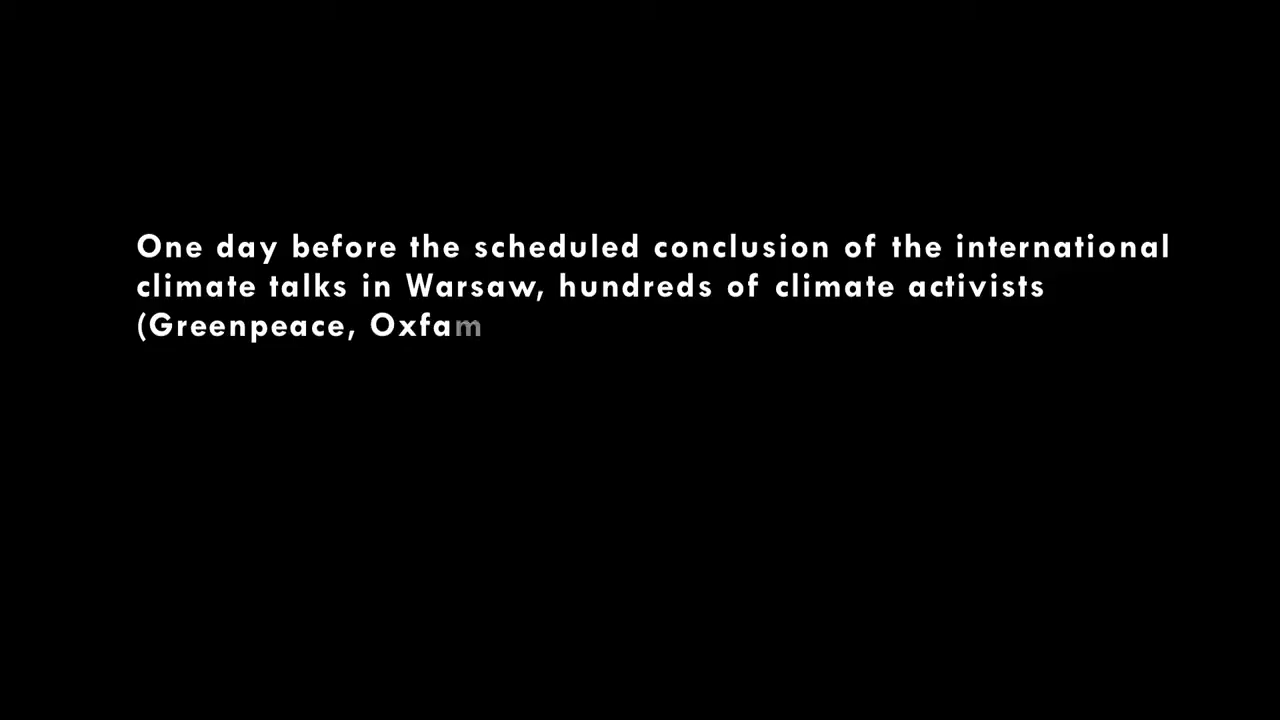 One day before the scheduled conclusion of the international
climate talks in Warsaw, hundreds of climate activists
(Greenpeace, Oxfam